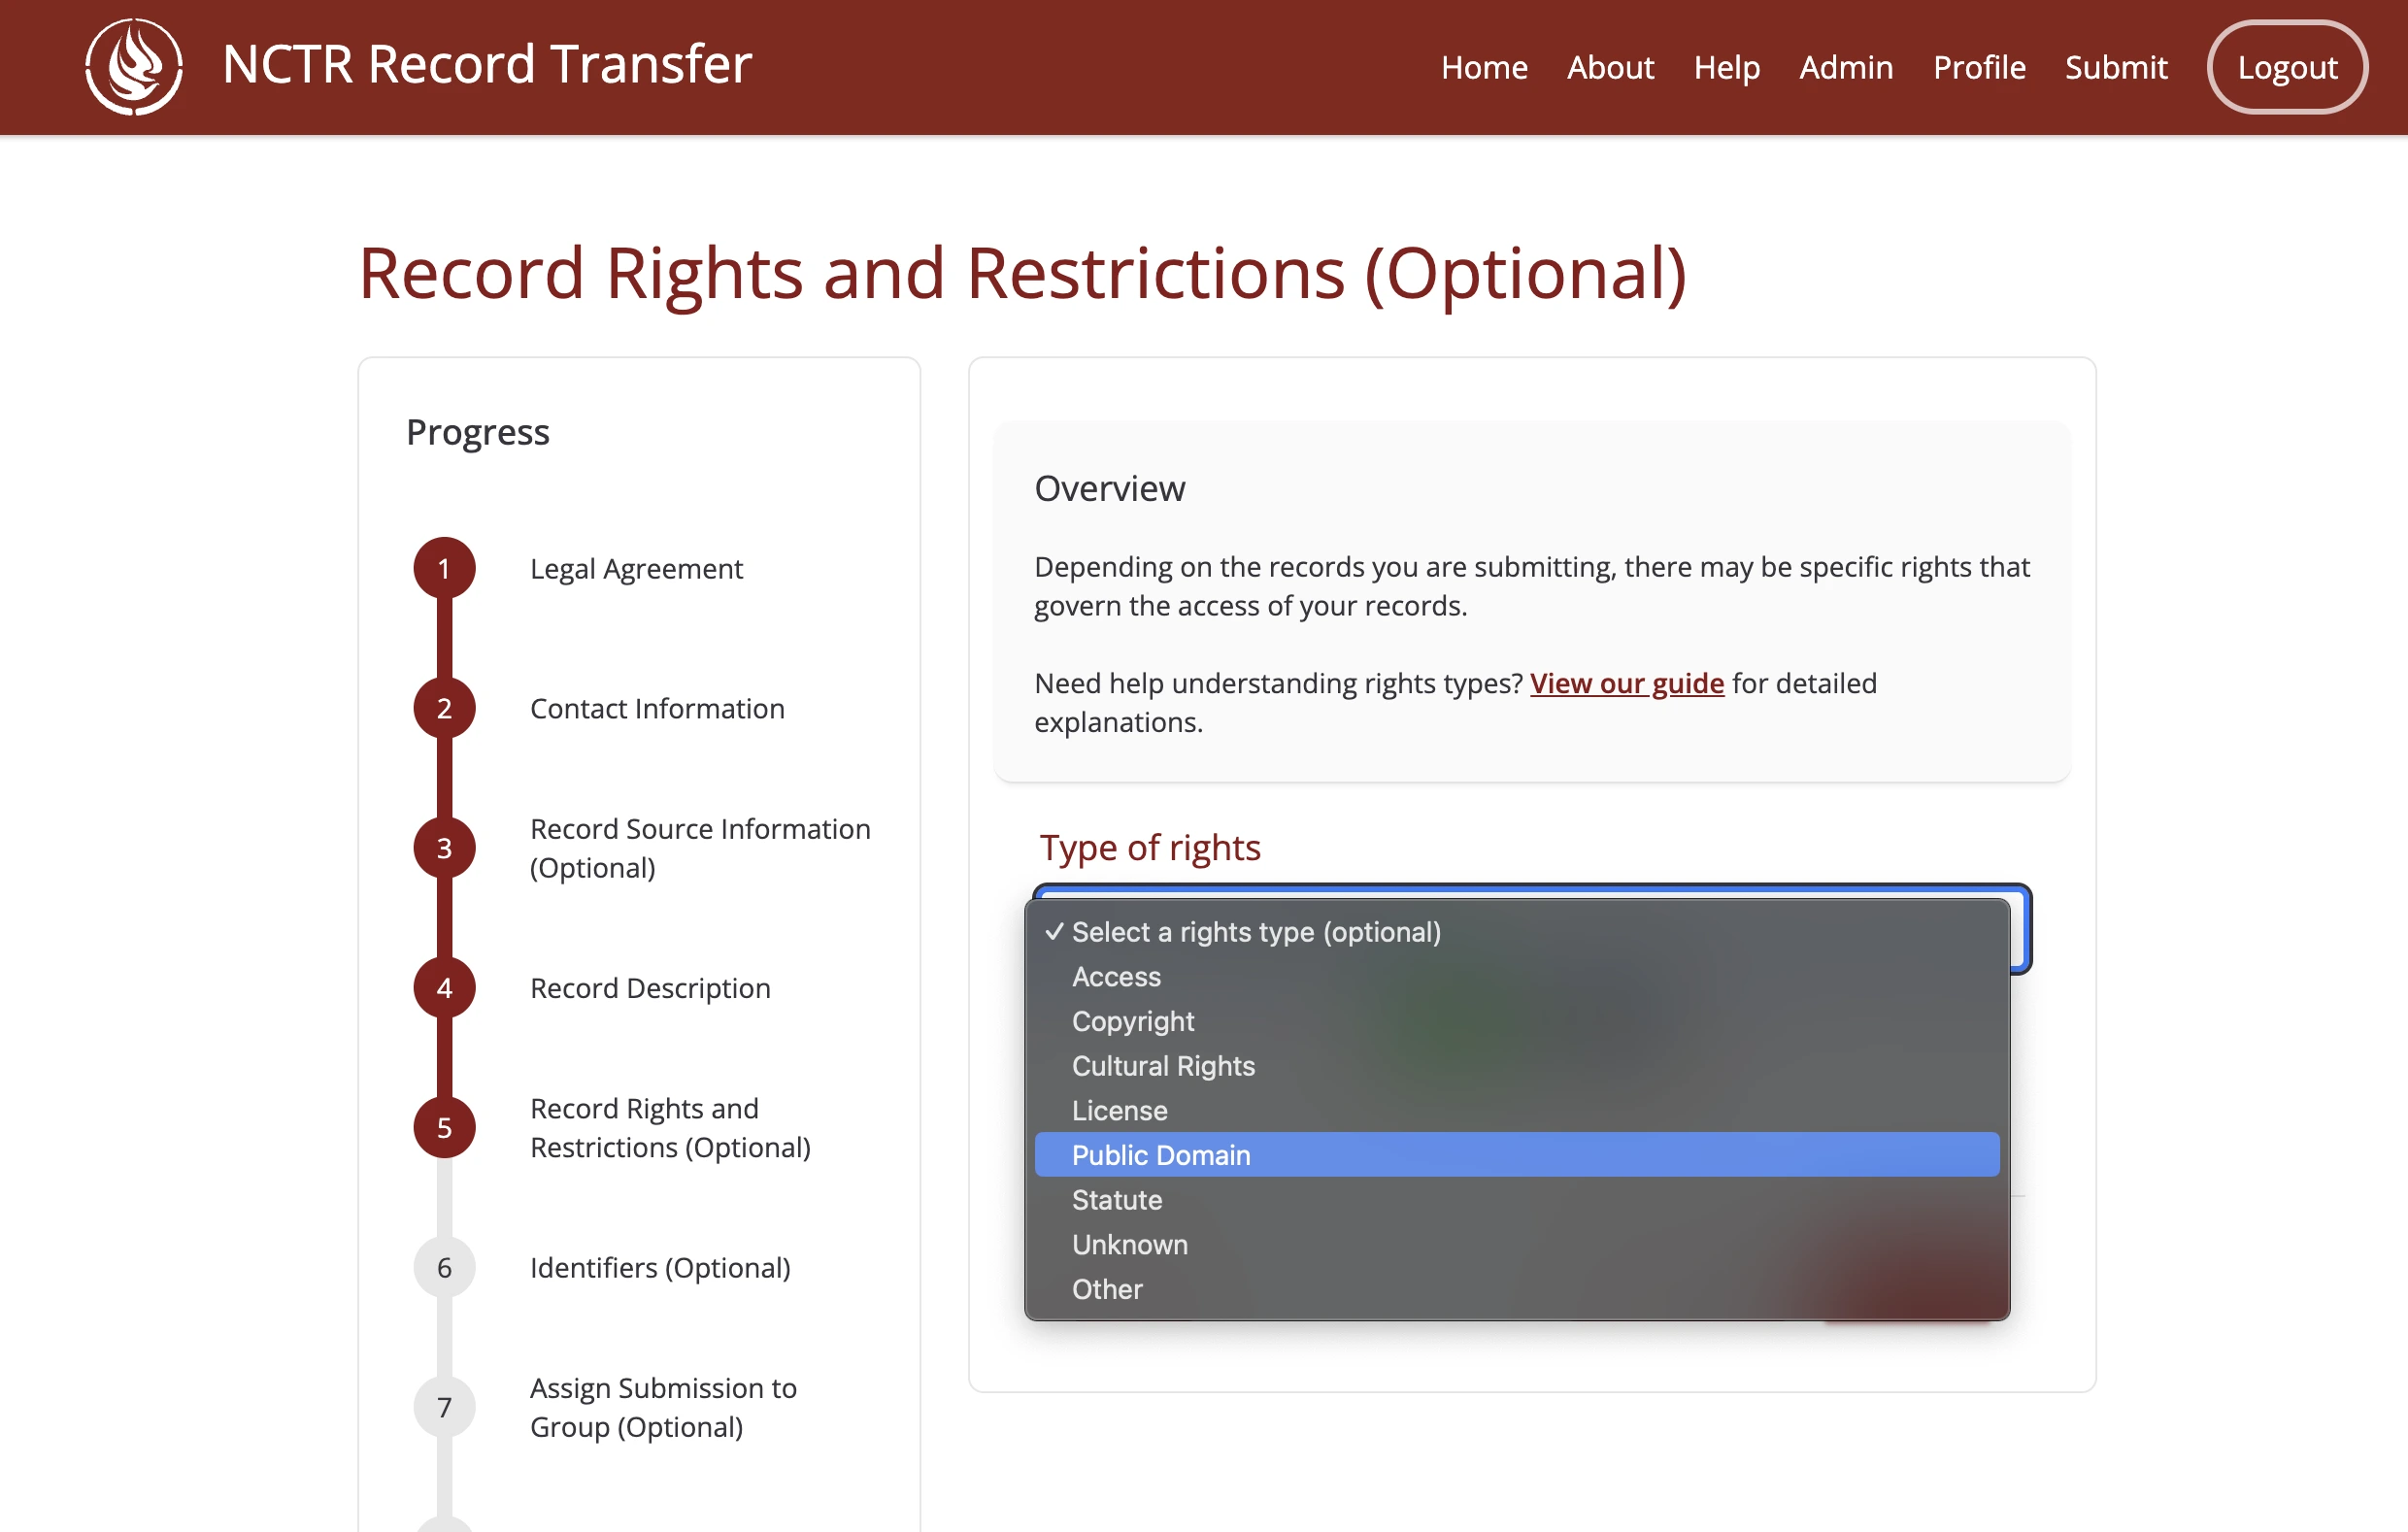 NCTR Record Transfer
Home
About
Help
Admin
Profile
Submit
Logout
Record Rights and Restrictions (Optional)
Progress
1
Legal Agreement
2
Contact Information
3
Record Source Information
(Optional)
4
Record Description
5
Record Rights and
Restrictions (Optional)
6
Identifiers (Optional)
7
Assign Submission to
Group (Optional)
Overview
Depending on the records you are submitting, there may be specific rights that
govern the access of your records.
Need help understanding rights types? View our guide for detailed
explanations.
Type of rights
✓ Select a rights type (optional)
Access
Copyright
Cultural Rights
License
Public Domain
Statute
Unknown
Other